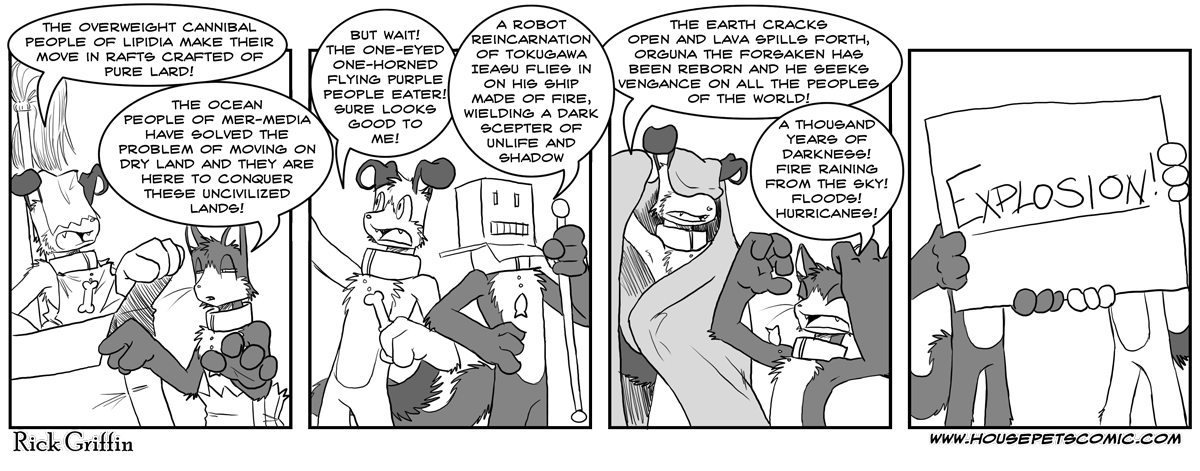 THE OVERWEIGHT CANNIBAL
PEOPLE OF LIPIDIA MAKE THEIR
MOVE IN RAFTS CRAFTED OF
PURE LARD!
THE OCEAN
PEOPLE OF MER-MEDIA
HAVE SOLVED THE
PROBLEM OF MOVING ON
DRY LAND AND THEY ARE
HERE TO CONQUER
THESE UNCIVILIZED
LANDS!
BUT WAIT!
THE ONE-EYED
ONE-HORNED
FLYING PURPLE
PEOPLE EATER!
SURE LOOKS
GOOD TO
ME!
A ROBOT
REINCARNATION
OF TOKUGAWA
IEASU FLIES IN
ON HIS SHIP
MADE OF FIRE,
WIELDING A DARK
SCEPTER OF
UNLIFE AND
SHADOW
THE EARTH CRACKS
OPEN AND LAVA SPILLS FORTH,
ORGUNA THE FORSAKEN HAS
BEEN REBORN AND HE SEEKS
VENGANCE ON ALL THE PEOPLES
OF THE WORLD!
A THOUSAND
YEARS OF
DARKNESS!
FIRE RAINING
FROM THE SKY!
FLOODS!
HURRICANES!
EXPLOSION!
Rick Griffin
WWW.HOUSEPETSCOMIC.COM